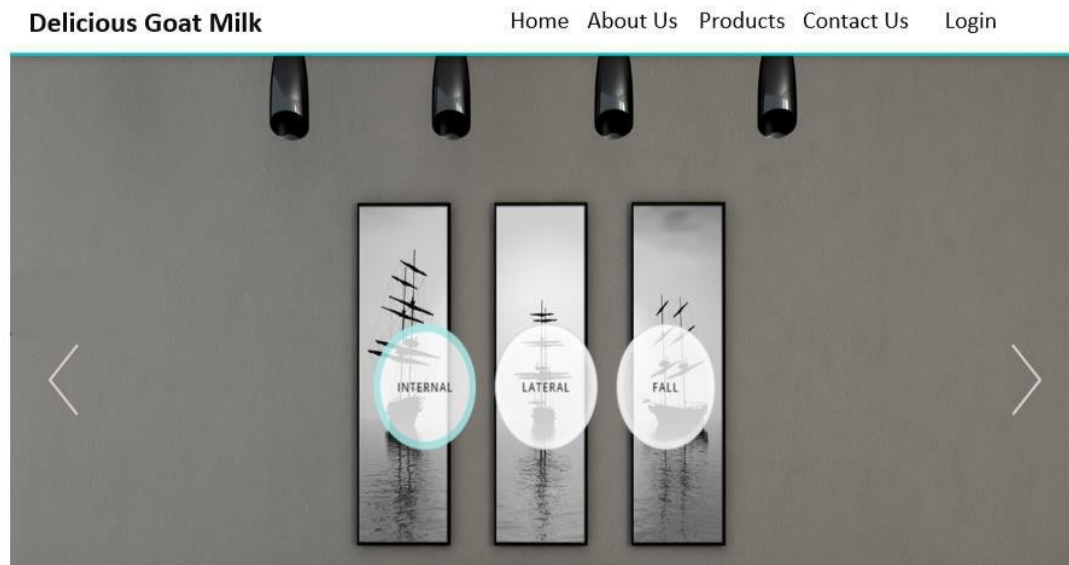 Delicious Goat Milk Home About Us Products Contact Us Login
INTERNAL LATERAL FALL